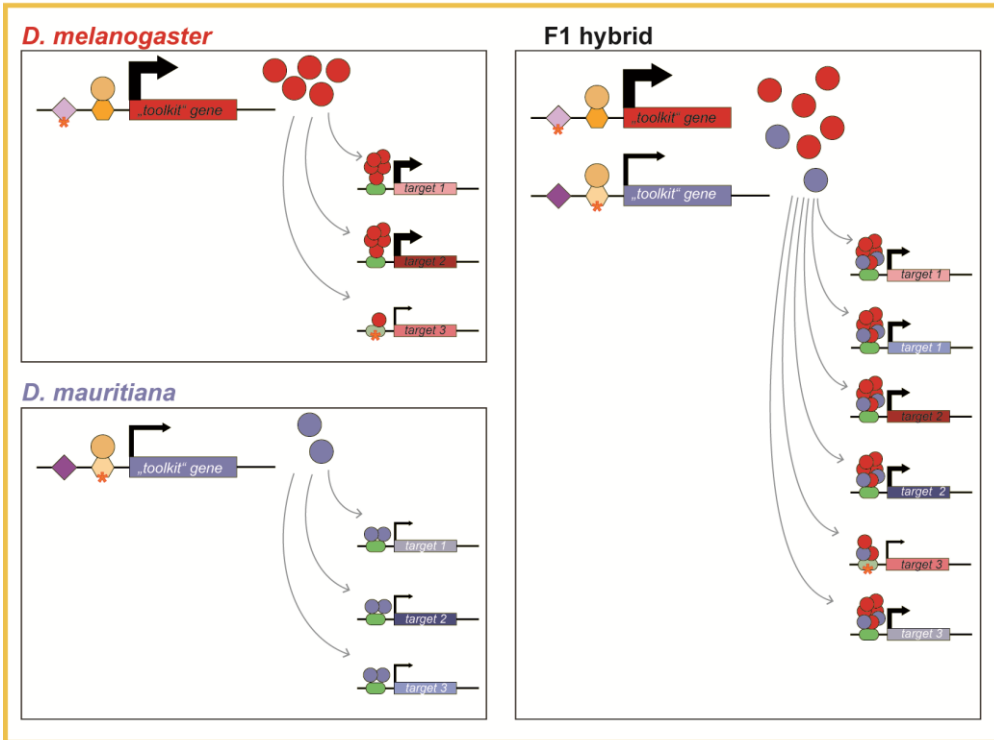 D. melanogaster
„toolkit“ gene
target 1
target 2
target 3
D. mauritiana
„toolkit“ gene
target 1
target 2
target 3
F1 hybrid
„toolkit“ gene
„toolkit“ gene
target 1
target 1
target 2
target 2
target 3
target 3